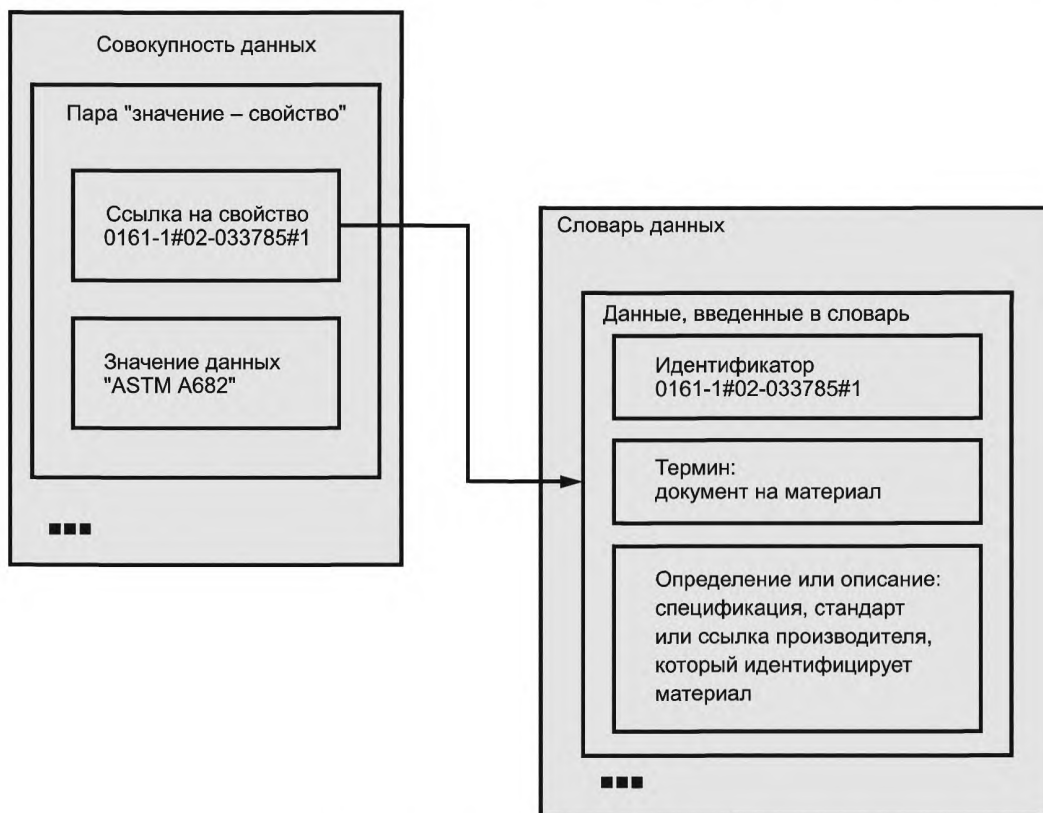 Совокупность данных
Пара "значение – свойство"
Ссылка на свойство
0161-1#02-033785#1
Значение данных
"ASTM A682"
Словарь данных
Данные, введенные в словарь
Идентификатор
0161-1#02-033785#1
Термин:
документ на материал
Определение или описание:
спецификация, стандарт
или ссылка производителя,
который идентифицирует
материал